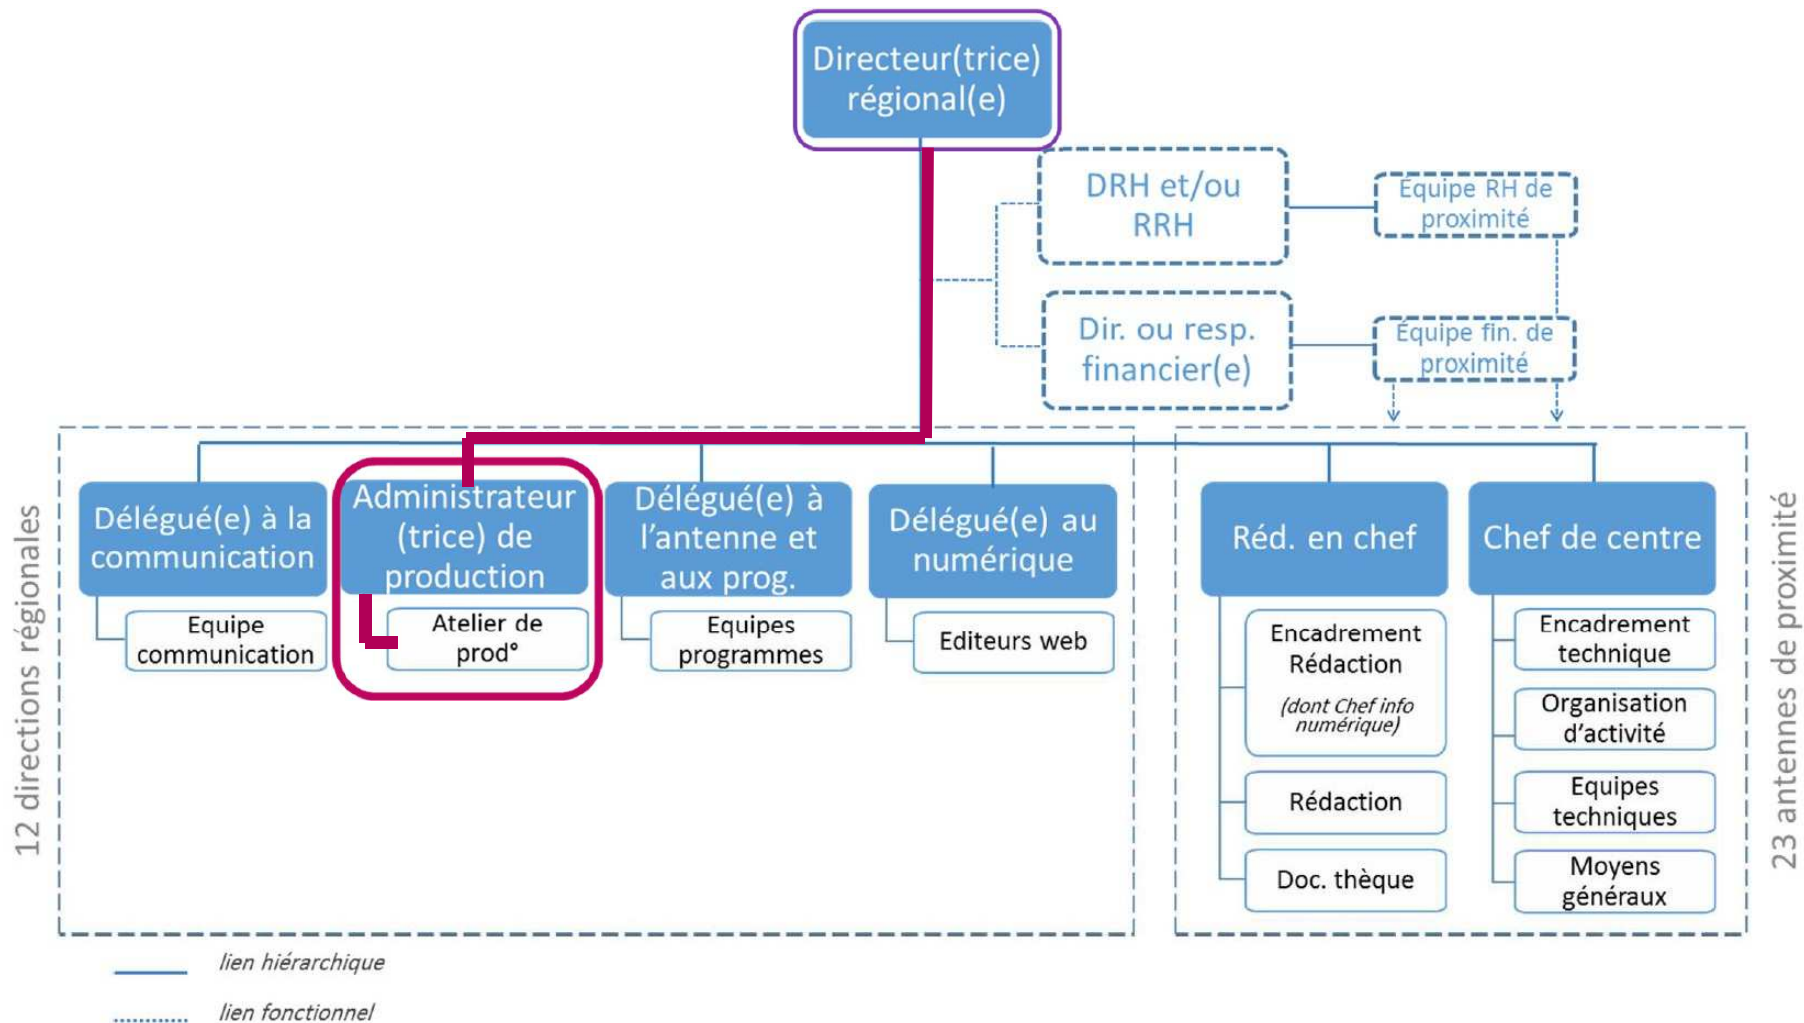 Directeur(trice)
régional(e)
DRH et/ou
RRH
Équipe RH de
proximité
Dir. ou resp.
financier(e)
Équipe fin. de
proximité
12 directions régionales
Délégué(e) à la
communication
Equipe
communication
Administrateur
(trice) de
production
Atelier de
prod°
Délégué(e) à
l'antenne et
aux prog.
Equipes
programmes
Délégué(e) au
numérique
Editeurs web
Réd. en chef
Encadrement
Rédaction
(dont Chef info
numérique)
Rédaction
Doc. thèque
Chef de centre
Encadrement
technique
Organisation
d'activité
Equipes
techniques
Moyens
généraux
23 antennes de proximité
lien hiérarchique
lien fonctionnel